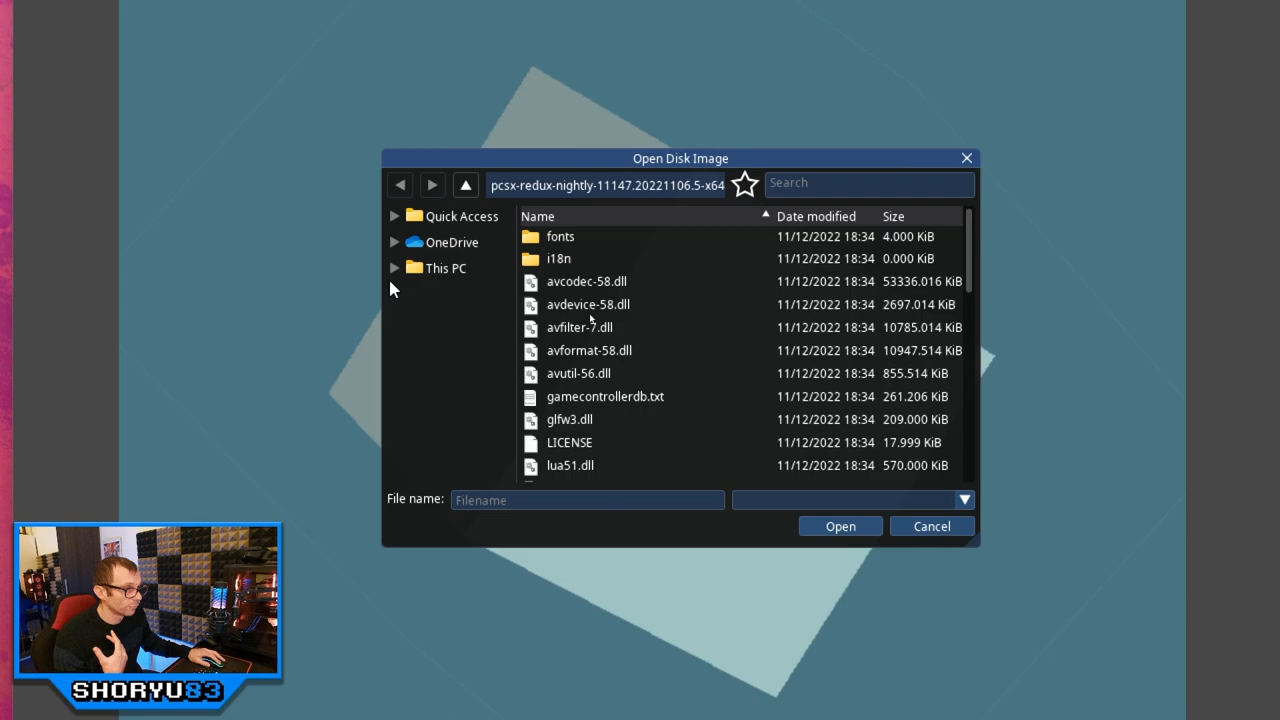 Open Disk Image
pcsx-redux-nightly-11147.20221106.5-x64
Search
Quick Access
OneDrive
This PC
Name Date modified Size
fonts 11/12/2022 18:34 4.000 KiB
i18n 11/12/2022 18:34 0.000 KiB
avcodec-58.dll 11/12/2022 18:34 53336.016 KiB
avdevice-58.dll 11/12/2022 18:34 2697.014 KiB
avfilter-7.dll 11/12/2022 18:34 10785.014 KiB
avformat-58.dll 11/12/2022 18:34 10947.514 KiB
avutil-56.dll 11/12/2022 18:34 855.514 KiB
gamecontrollerdb.txt 11/12/2022 18:34 261.206 KiB
glfw3.dll 11/12/2022 18:34 209.000 KiB
LICENSE 11/12/2022 18:34 17.999 KiB
lua51.dll 11/12/2022 18:34 570.000 KiB
File name: Filename
Open Cancel
SHORYU83